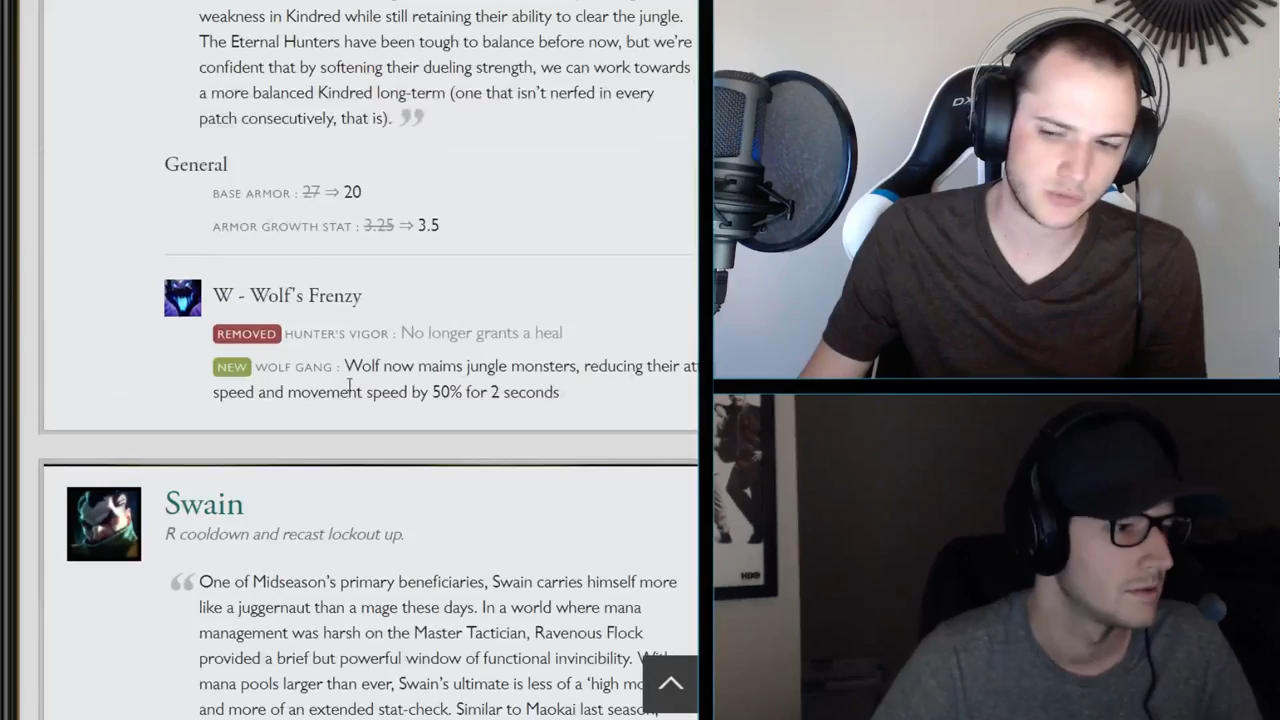 weakness in Kindred while still retaining their ability to clear the jungle.
The Eternal Hunters have been tough to balance before now, but we're
confident that by softening their dueling strength, we can work towards
a more balanced Kindred long-term (one that isn't nerfed in every
patch consecutively, that is).
General
BASE ARMOR : 27 ⇒ 20
ARMOR GROWTH STAT : 3.25 ⇒ 3.5
W - Wolf's Frenzy
REMOVED HUNTER'S VIGOR : No longer grants a heal
NEW WOLF GANG : Wolf now maims jungle monsters, reducing their at
speed and movement speed by 50% for 2 seconds
Swain
R cooldown and recast lockout up.
One of Midseason's primary beneficiaries, Swain carries himself more
like a juggernaut than a mage these days. In a world where mana
management was harsh on the Master Tactician, Ravenous Flock
provided a brief but powerful window of functional invincibility.
mana pools larger than ever, Swain's ultimate is less of a 'high mo
and more of an extended stat-check. Similar to Maokai last season,
DX
HBO